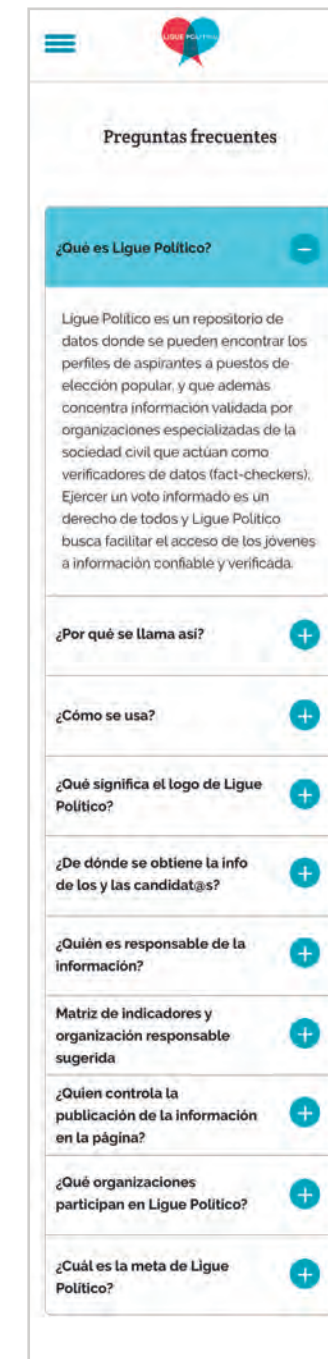 LIGUE POLÍTICO
Preguntas frecuentes
¿Qué es Ligue Político?
Ligue Político es un repositorio de
datos donde se pueden encontrar los
perfiles de aspirantes a puestos de
elección popular, y que además
concentra información validada por
organizaciones especializadas de la
sociedad civil que actúan como
verificadores de datos (fact-checkers).
Ejercer un voto informado es un
derecho de todos y Ligue Político
busca facilitar el acceso de los jóvenes
a información confiable y verificada.
¿Por qué se llama así?
¿Cómo se usa?
¿Qué significa el logo de Ligue
Político?
¿De dónde se obtiene la info
de los y las candidat@s?
¿Quién es responsable de la
información?
Matriz de indicadores y
organización responsable
sugerida
¿Quien controla la
publicación de la información
en la página?
¿Qué organizaciones
participan en Ligue Político?
¿Cuál es la meta de Ligue
Político?